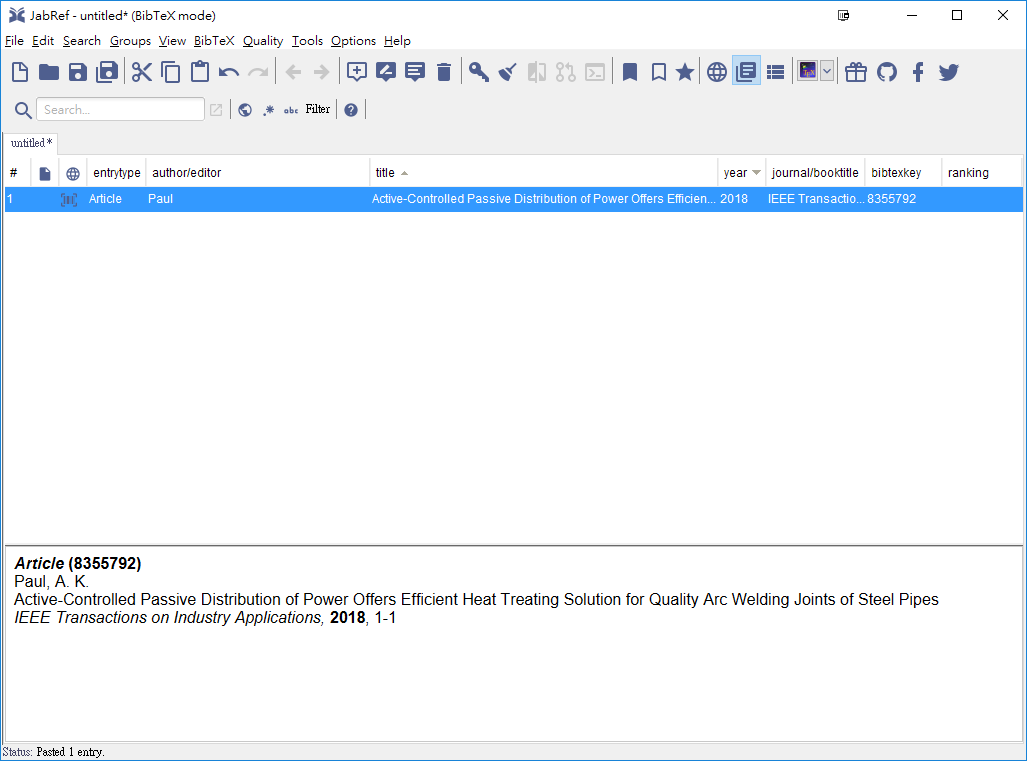 JabRef - untitled* (BibTeX mode)
File Edit Search Groups View BibTeX Quality Tools Options Help
Search... abc Filter
untitled*
# entrytype author/editor title year journal/booktitle bibtexkey ranking
1 Article Paul Active-Controlled Passive Distribution of Power Offers Efficien... 2018 IEEE Transactio... 8355792
Article (8355792)
Paul, A. K.
Active-Controlled Passive Distribution of Power Offers Efficient Heat Treating Solution for Quality Arc Welding Joints of Steel Pipes
IEEE Transactions on Industry Applications, 2018, 1-1
Status: Pasted 1 entry.